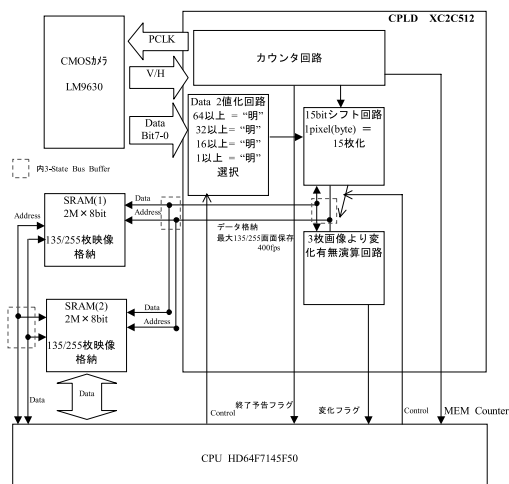 CPLD XC2C512
CMOSカメラ
LM9630
PCLK
V/H
Data
Bit7-0
カウンタ回路
Data 2値化回路
64以上 = “明”
32以上= “明”
16以上= “明”
1以上= “明”
選択
15bitシフト回路
1pixel(byte) =
15枚化
内3-State Bus Buffer
SRAM(1)
2M×8bit
135/255枚映像
格納
Address
Data
Address
データ格納
最大135/255画面保存
400fps
3枚画像より変
化有無演算回路
SRAM(2)
2M×8bit
135/255枚映像
格納
Data
Address
Data
Data
Control
終了予告フラグ
変化フラグ
Control
MEM Counter
CPU HD64F7145F50